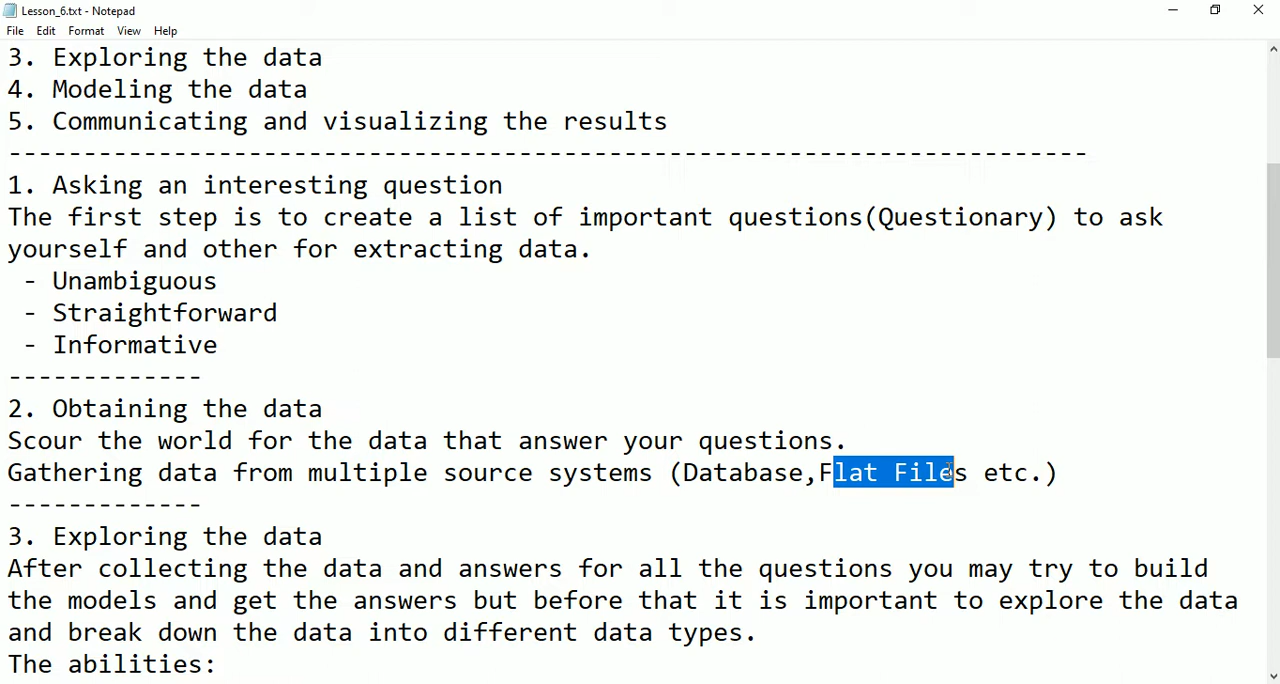 Lesson_6.txt - Notepad
File Edit Format View Help
3. Exploring the data
4. Modeling the data
5. Communicating and visualizing the results
------------------------------------------------------------------------
1. Asking an interesting question
The first step is to create a list of important questions(Questionary) to ask
yourself and other for extracting data.
- Unambiguous
- Straightforward
- Informative
-------------
2. Obtaining the data
Scour the world for the data that answer your questions.
Gathering data from multiple source systems (Database,Flat Files etc.)
-------------
3. Exploring the data
After collecting the data and answers for all the questions you may try to build
the models and get the answers but before that it is important to explore the data
and break down the data into different data types.
The abilities: